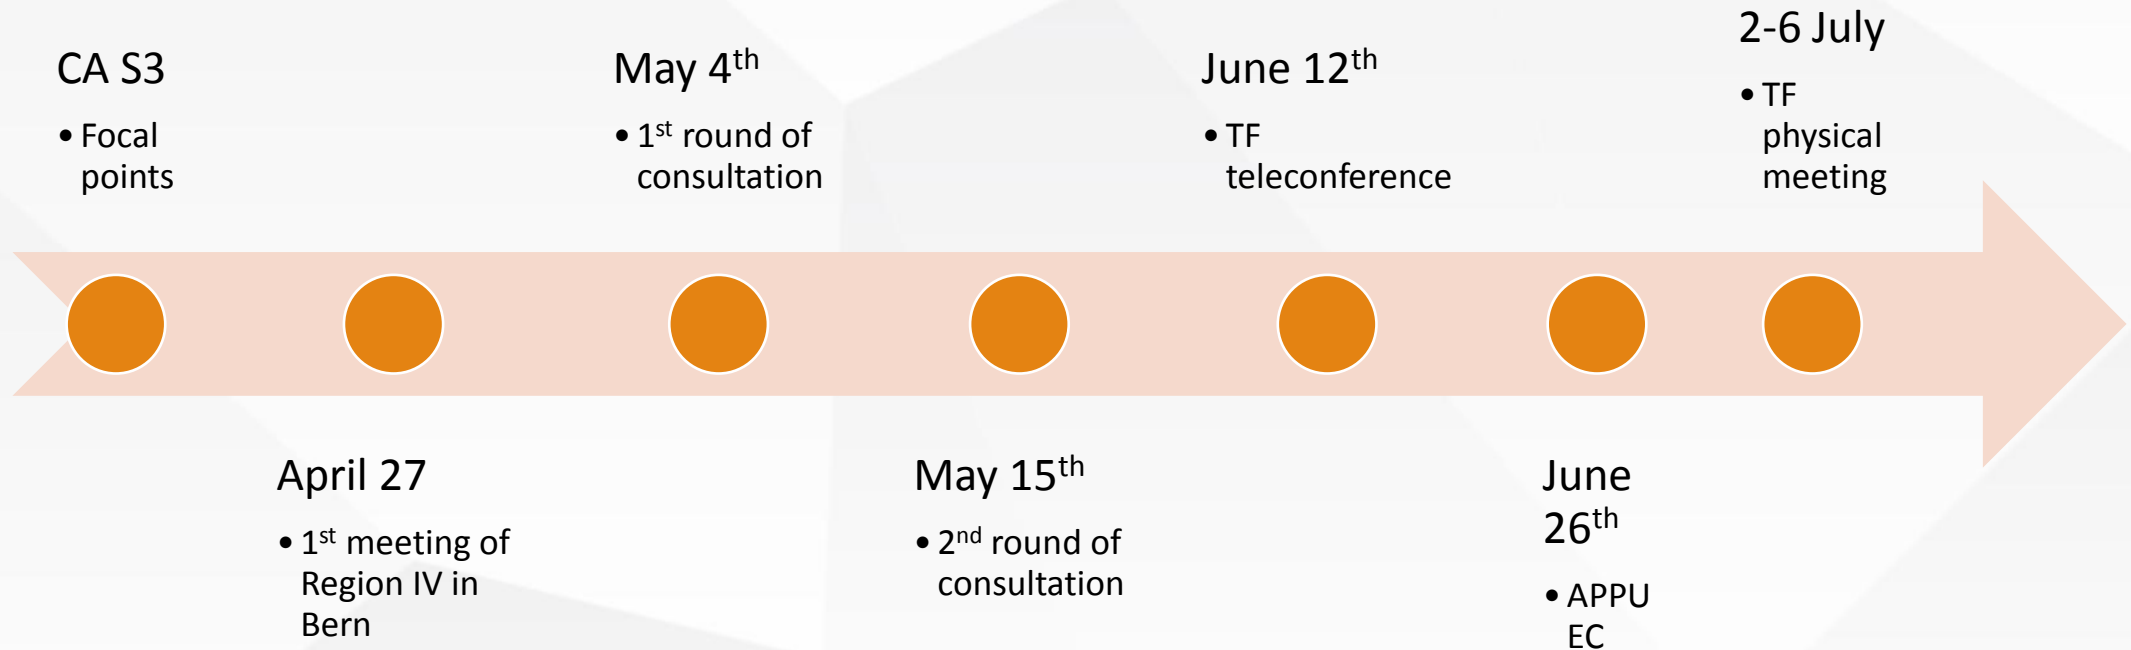 CA S3
• Focal
points
April 27
• 1st meeting of
Region IV in
Bern
May 4th
• 1st round of
consultation
May 15th
• 2nd round of
consultation
June 12th
• TF
teleconference
June
26th
• APPU
EC
2-6 July
• TF
physical
meeting